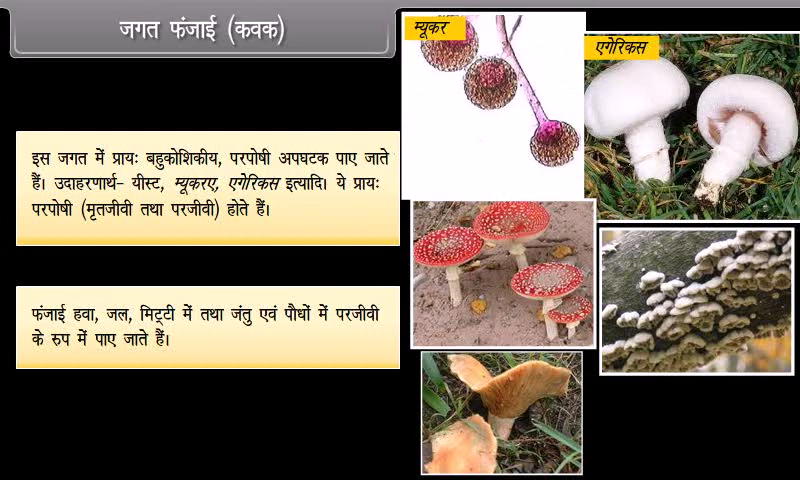 जगत फंजाई (कवक)
म्यूकर
एगेरिकस
इस जगत में प्रायः बहुकोशिकीय, परपोषी अपघटक पाए जाते
हैं। उदाहरणार्थ- यीस्ट, म्यूकरए, एगेरिकस इत्यादि। ये प्रायः
परपोषी (मृतजीवी तथा परजीवी) होते हैं।
फंजाई हवा, जल, मिट्टी में तथा जंतु एवं पौधों में परजीवी
के रुप में पाए जाते हैं।